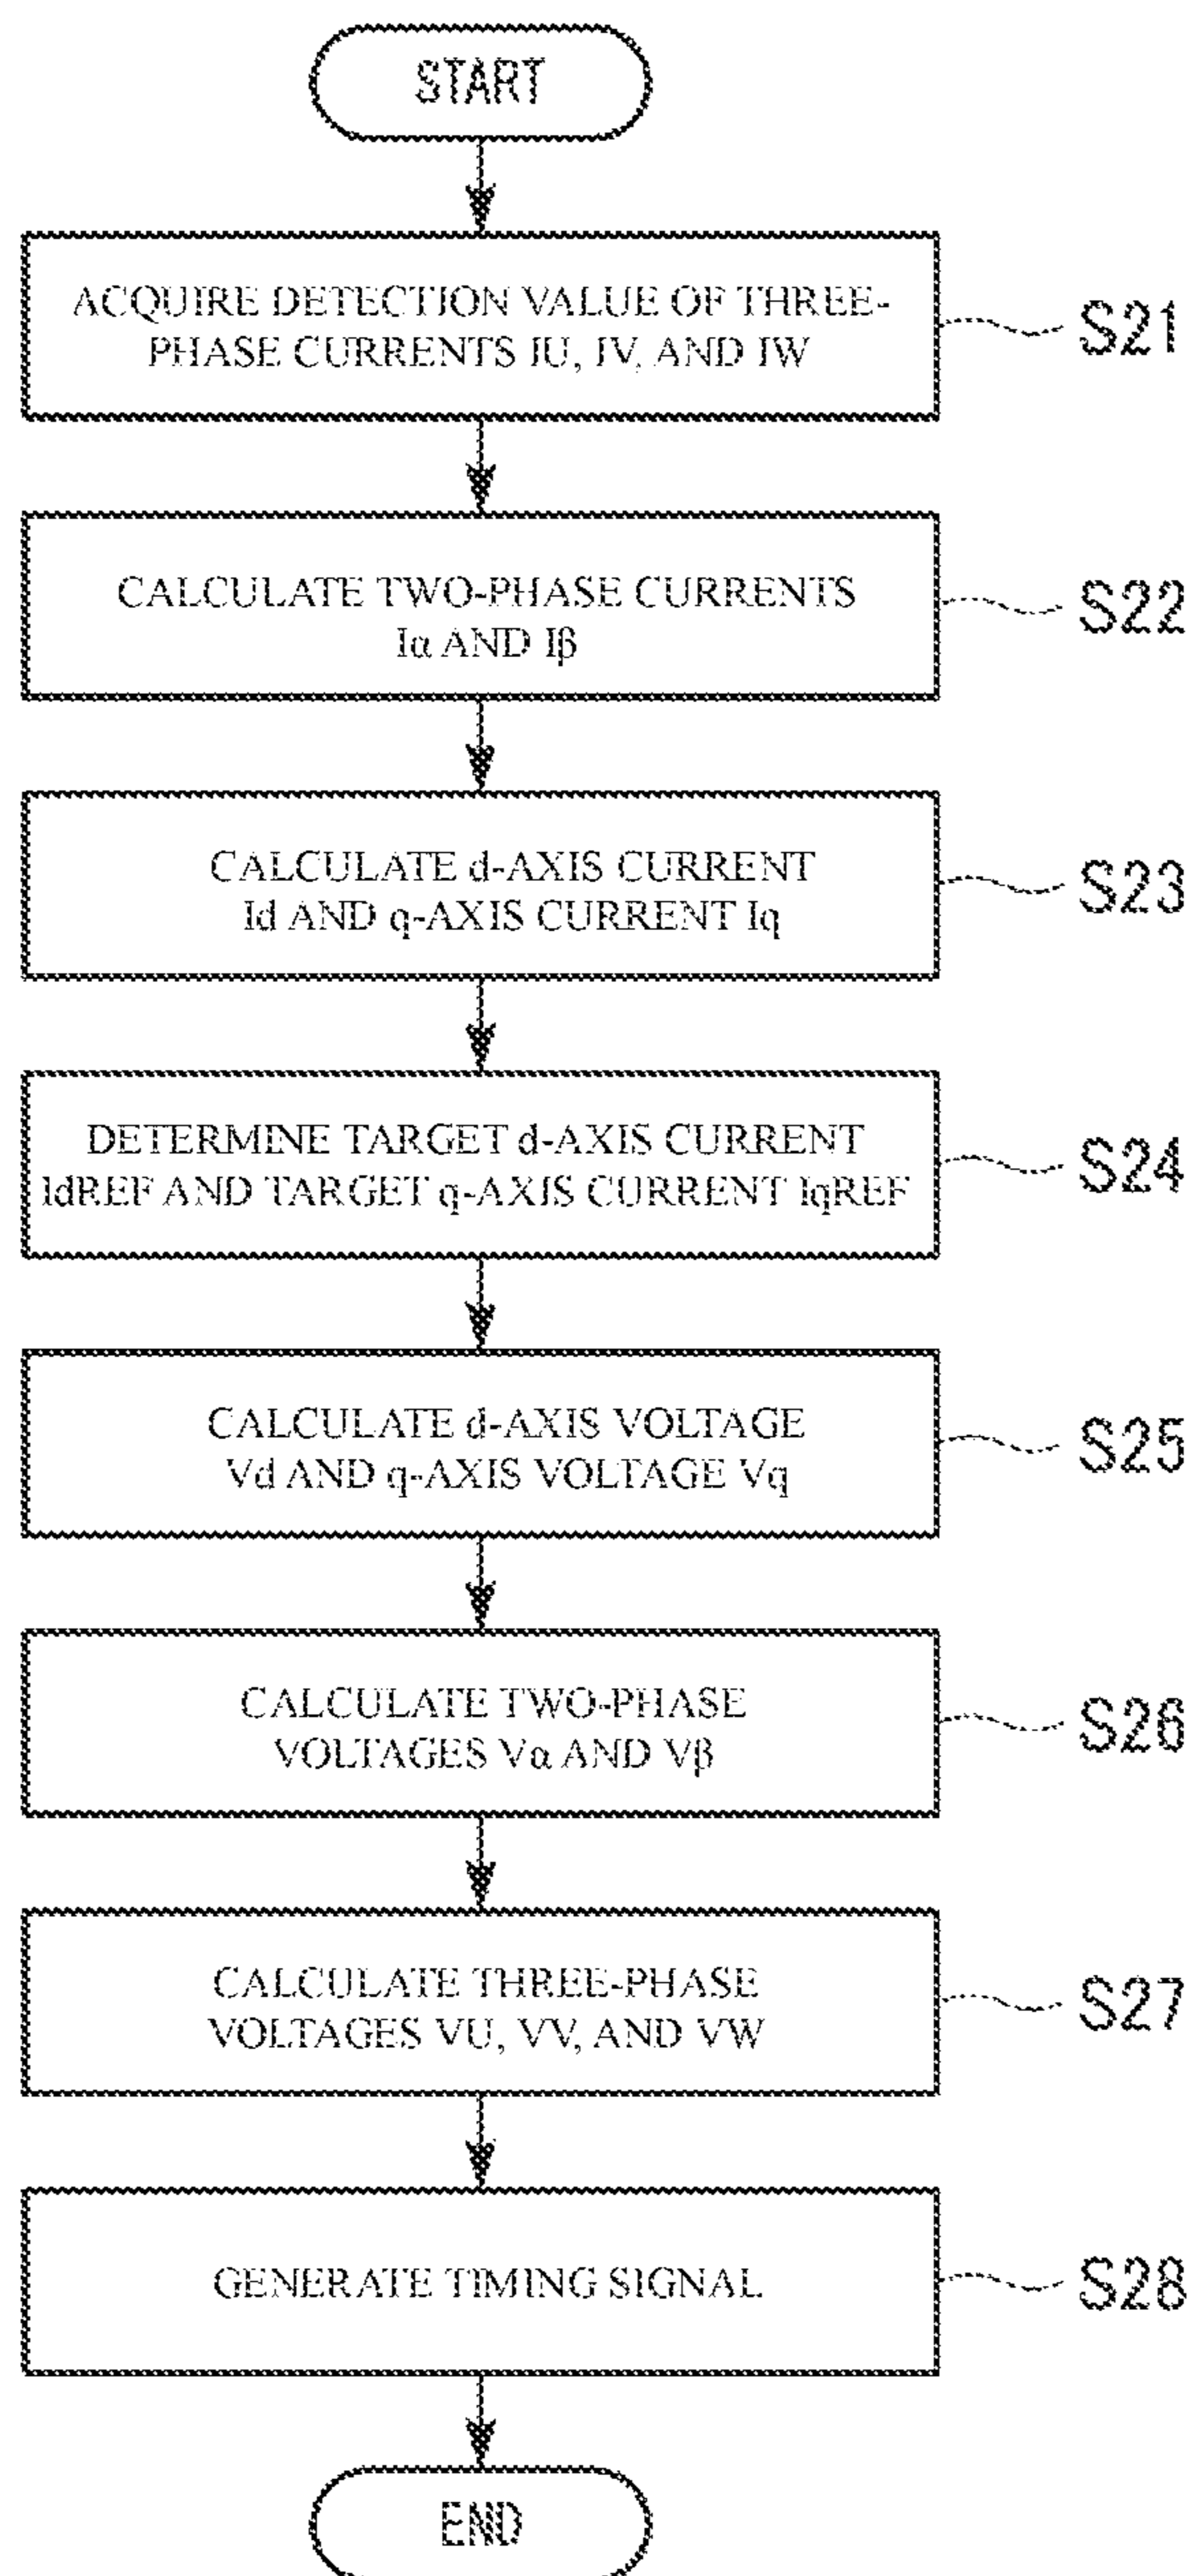 START
ACQUIRE DETECTION VALUE OF THREE-
PHASE CURRENTS IU, IV, AND IW
S21
CALCULATE TWO-PHASE CURRENTS
Iα AND Iβ
S22
CALCULATE d-AXIS CURRENT
Id AND q-AXIS CURRENT Iq
S23
DETERMINE TARGET d-AXIS CURRENT
IdREF AND TARGET q-AXIS CURRENT IqREF
S24
CALCULATE d-AXIS VOLTAGE
Vd AND q-AXIS VOLTAGE Vq
S25
CALCULATE TWO-PHASE
VOLTAGES Vα AND Vβ
S26
CALCULATE THREE-PHASE
VOLTAGES VU, VV, AND VW
S27
GENERATE TIMING SIGNAL
S28
END